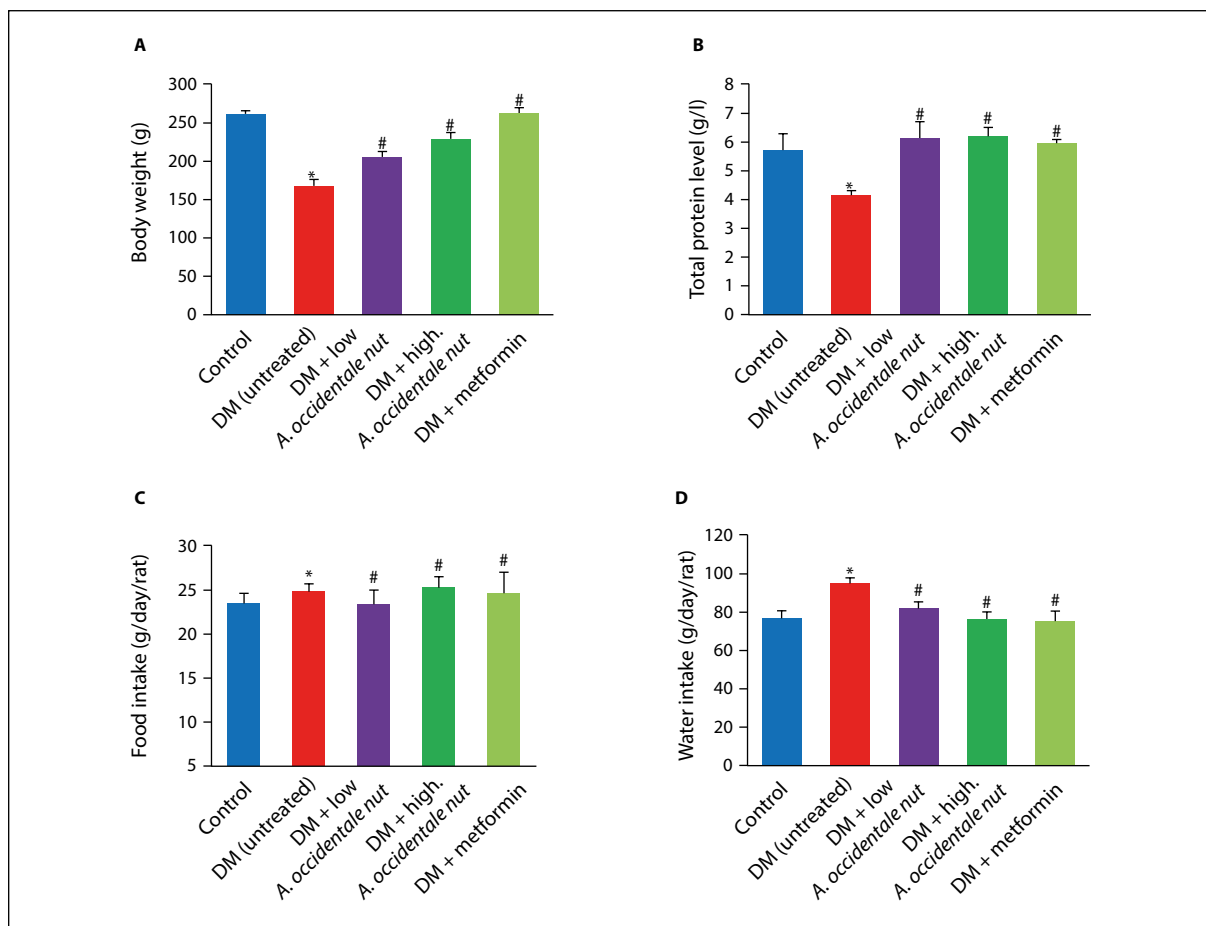 A
Body weight (g)
300
250
200
150
100
50
0
*
#
#
#
Control
DM (untreated)
DM + low
A. occidentale nut
DM + high.
A. occidentale nut
DM + metformin
B
Total protein level (g/l)
8
7
6
5
4
3
2
1
0
*
#
#
#
Control
DM (untreated)
DM + low
A. occidentale nut
DM + high.
A. occidentale nut
DM + metformin
C
Food intake (g/day/rat)
30
25
20
15
10
5
*
#
#
#
Control
DM (untreated)
DM + low
A. occidentale nut
DM + high.
A. occidentale nut
DM + metformin
D
Water intake (g/day/rat)
120
100
80
60
40
20
0
*
#
#
#
Control
DM (untreated)
DM + low
A. occidentale nut
DM + high.
A. occidentale nut
DM + metformin